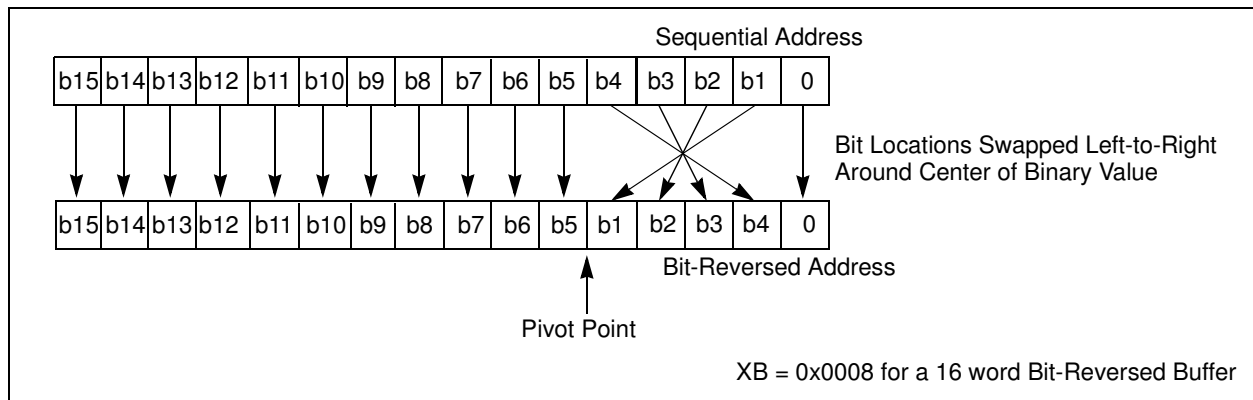 Sequential Address
b15 b14 b13 b12 b11 b10 b9 b8 b7 b6 b5 b4 b3 b2 b1 0
Bit Locations Swapped Left-to-Right
Around Center of Binary Value
b15 b14 b13 b12 b11 b10 b9 b8 b7 b6 b5 b1 b2 b3 b4 0
Bit-Reversed Address
Pivot Point
XB = 0x0008 for a 16 word Bit-Reversed Buffer